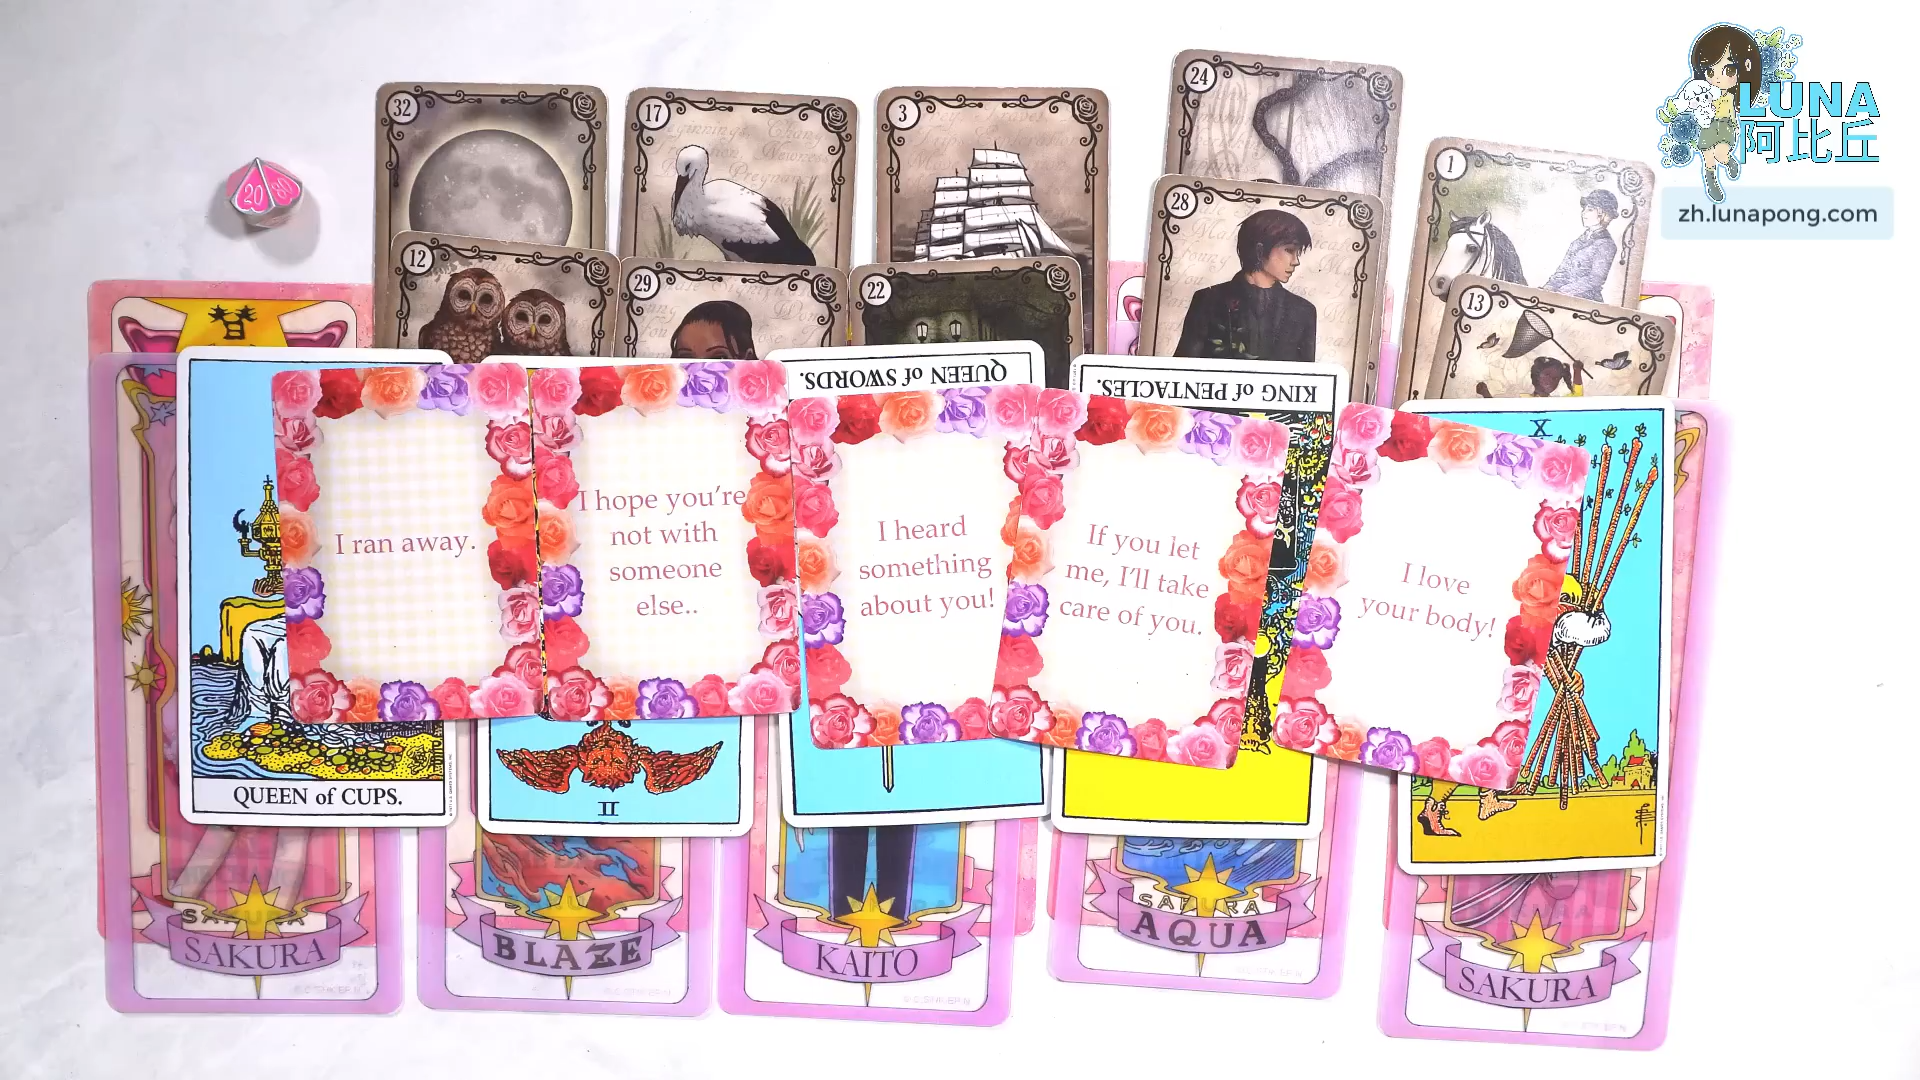 LUNA
阿比丘
zh.lunapong.com
32
17
3
24
1
20
12
29
22
28
13
QUEEN of SWORDS.
KING of PENTACLES.
X
I ran away.
I hope you're
not with
someone
else..
I heard
something
about you!
If you let
me, I'll take
care of you.
I love
your body!
QUEEN of CUPS.
II
SAKURA
BLAZE
KAITO
SAKURA
AQUA
SAKURA